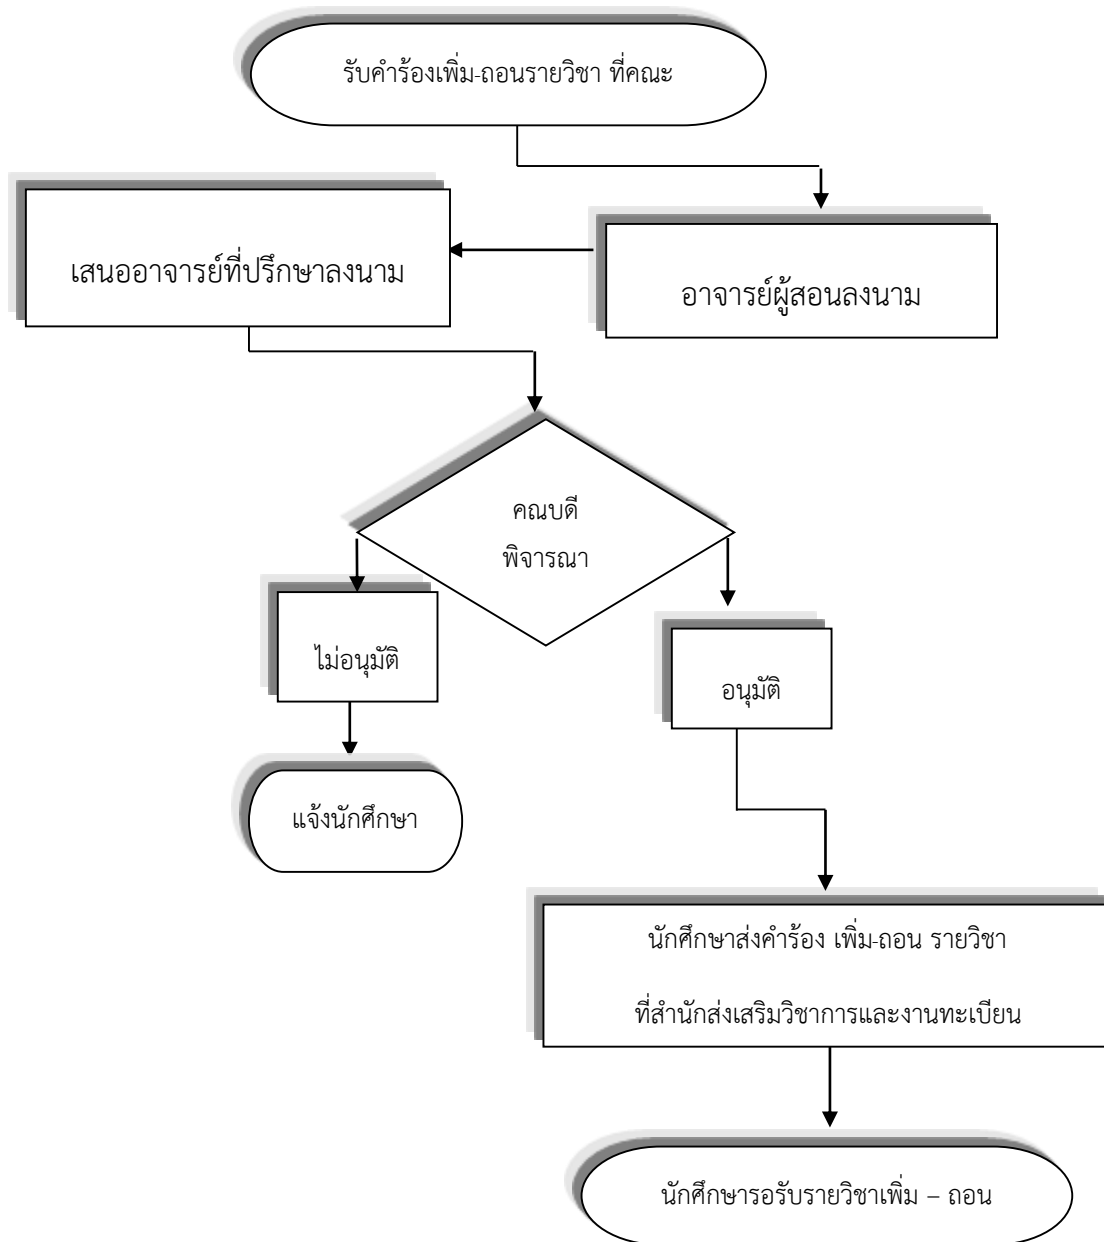 รับคำร้องเพิ่ม-ถอนรายวิชา ที่คณะ
เสนออาจารย์ที่ปรึกษาลงนาม
อาจารย์ผู้สอนลงนาม
คณบดี
พิจารณา
ไม่อนุมัติ
อนุมัติ
แจ้งนักศึกษา
นักศึกษาส่งคำร้อง เพิ่ม-ถอน รายวิชา
ที่สำนักส่งเสริมวิชาการและงานทะเบียน
นักศึกษารอรับรายวิชาเพิ่ม – ถอน